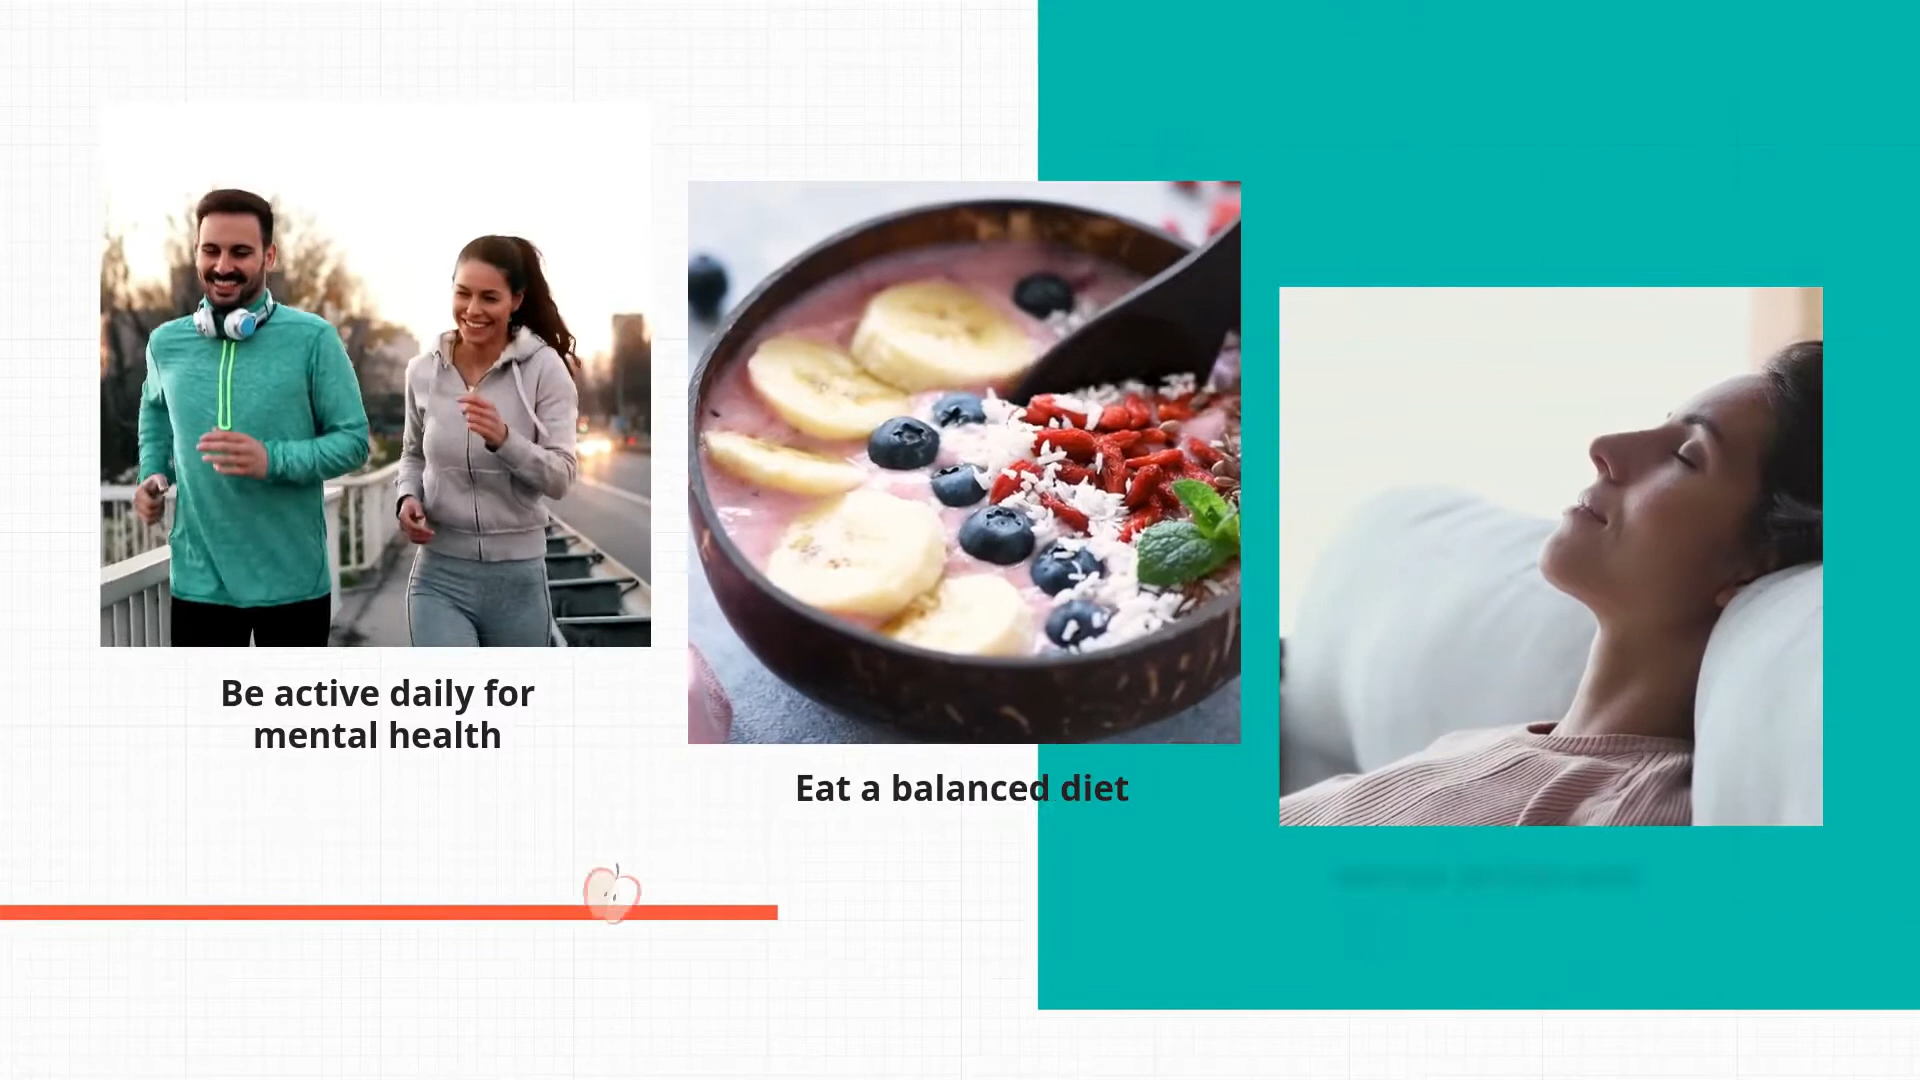 Be active daily for
mental health
Eat a balanced diet